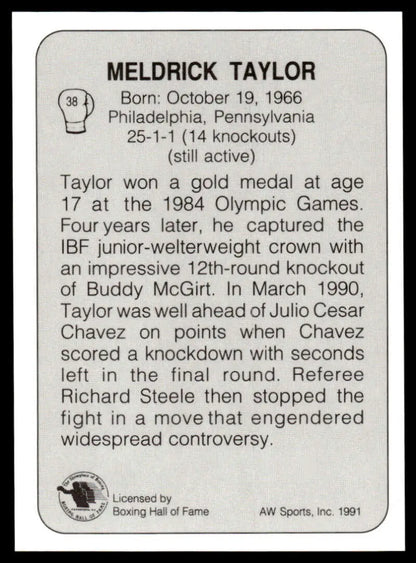 MELDRICK TAYLOR
38
Born: October 19, 1966
Philadelphia, Pennsylvania
25-1-1 (14 knockouts)
(still active)
Taylor won a gold medal at age
17 at the 1984 Olympic Games.
Four years later, he captured the
IBF junior-welterweight crown with
an impressive 12th-round knockout
of Buddy McGirt. In March 1990,
Taylor was well ahead of Julio Cesar
Chavez on points when Chavez
scored a knockdown with seconds
left in the final round. Referee
Richard Steele then stopped the
fight in a move that engendered
widespread controversy.
Licensed by
Boxing Hall of Fame
AW Sports, Inc. 1991